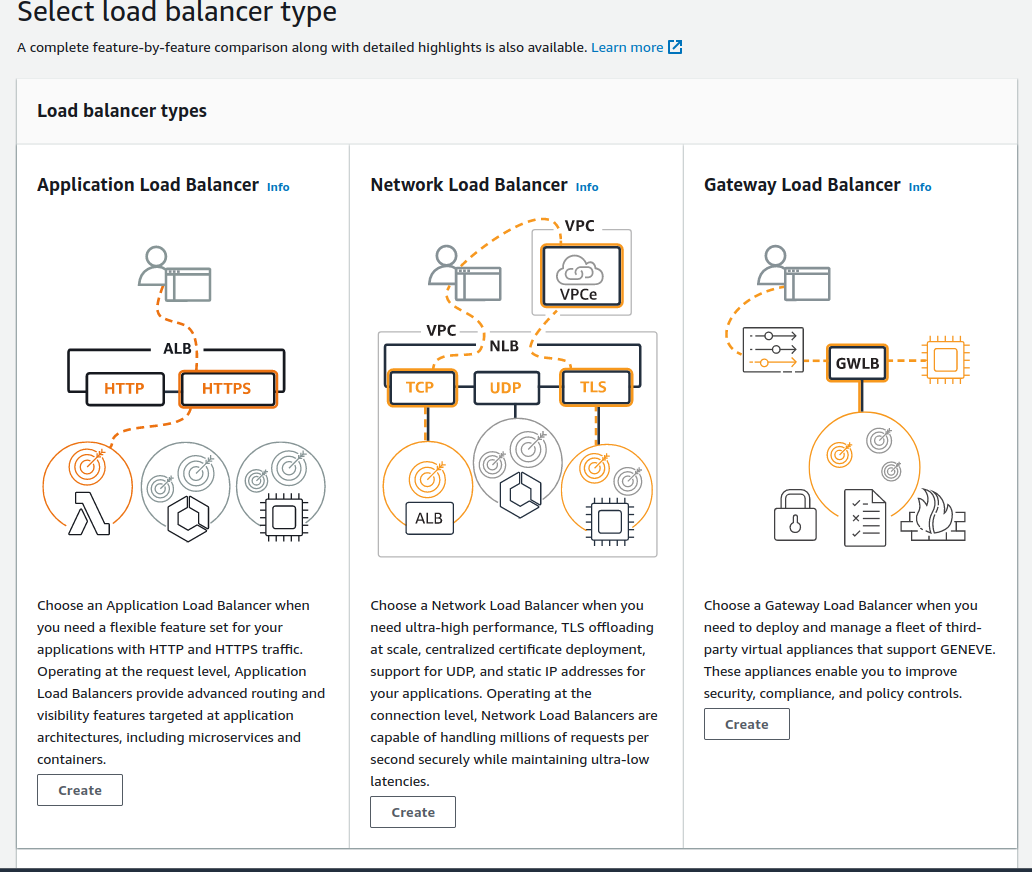 Select load balancer type
A complete feature-by-feature comparison along with detailed highlights is also available. Learn more
Load balancer types
Application Load Balancer Info
ALB
HTTP
HTTPS
Choose an Application Load Balancer when
you need a flexible feature set for your
applications with HTTP and HTTPS traffic.
Operating at the request level, Application
Load Balancers provide advanced routing and
visibility features targeted at application
architectures, including microservices and
containers.
Create
Network Load Balancer Info
VPC
VPCe
VPC
NLB
TCP
UDP
TLS
ALB
Choose a Network Load Balancer when you
need ultra-high performance, TLS offloading
at scale, centralized certificate deployment,
support for UDP, and static IP addresses for
your applications. Operating at the
connection level, Network Load Balancers are
capable of handling millions of requests per
second securely while maintaining ultra-low
latencies.
Create
Gateway Load Balancer Info
GWLB
Choose a Gateway Load Balancer when you
need to deploy and manage a fleet of third-
party virtual appliances that support GENEVE.
These appliances enable you to improve
security, compliance, and policy controls.
Create